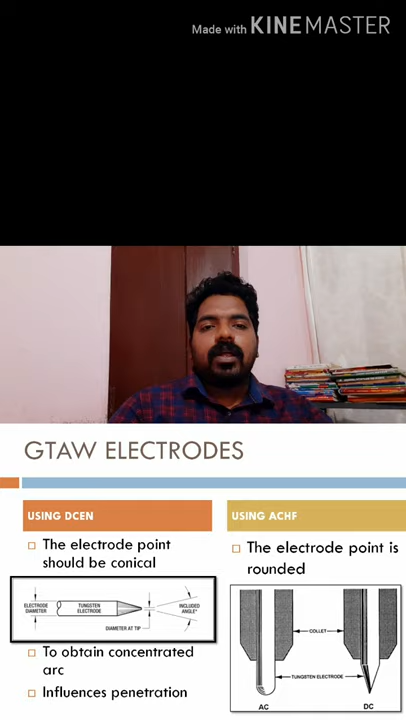 Made with KINEMASTER
GTAW ELECTRODES
USING DCEN
The electrode point
should be conical
ELECTRODE
DIAMETER
TUNGSTEN
ELECTRODE
INCLUDED
ANGLE*
DIAMETER AT TIP
To obtain concentrated
arc
Influences penetration
USING ACHF
The electrode point is
rounded
COLLET
TUNGSTEN ELECTRODE
AC
DC